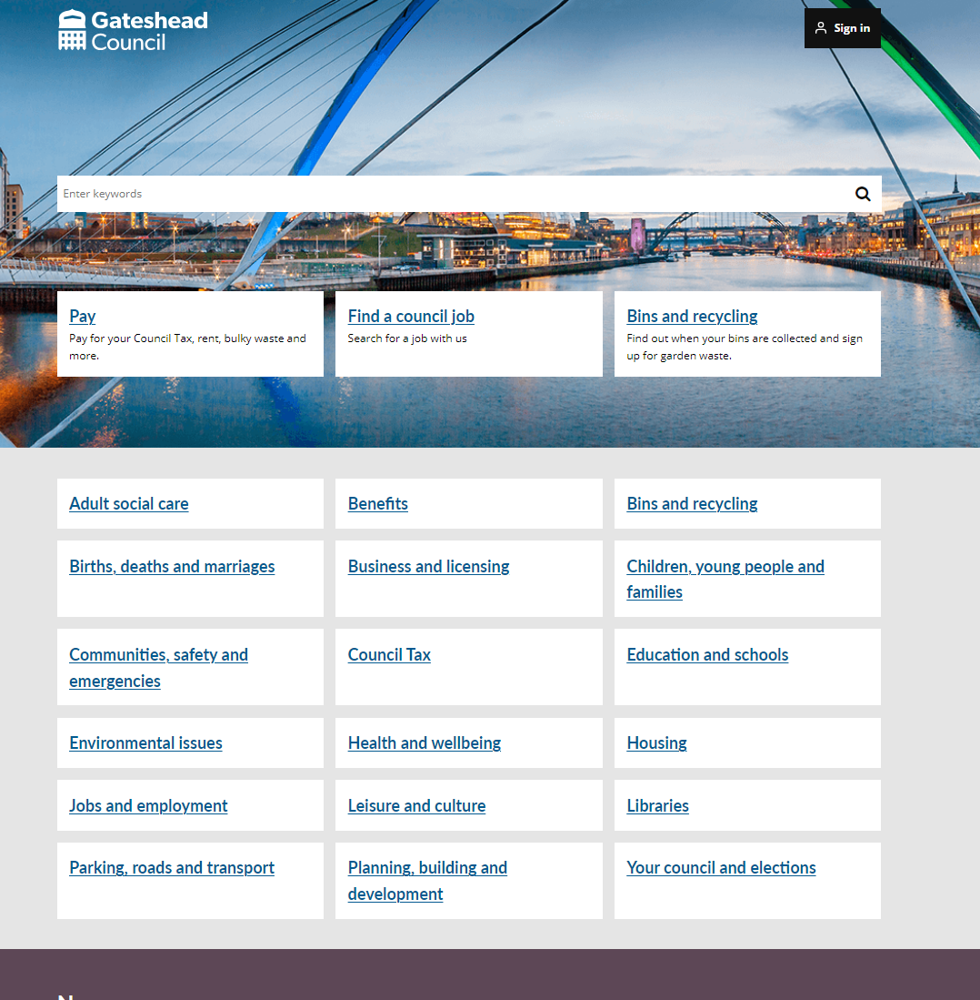 Gateshead
Council
Sign in
Enter keywords
Pay
Pay for your Council Tax, rent, bulky waste and
more.
Find a council job
Search for a job with us
Bins and recycling
Find out when your bins are collected and sign
up for garden waste.
Adult social care
Benefits
Bins and recycling
Births, deaths and marriages
Business and licensing
Children, young people and
families
Communities, safety and
emergencies
Council Tax
Education and schools
Environmental issues
Health and wellbeing
Housing
Jobs and employment
Leisure and culture
Libraries
Parking, roads and transport
Planning, building and
development
Your council and elections